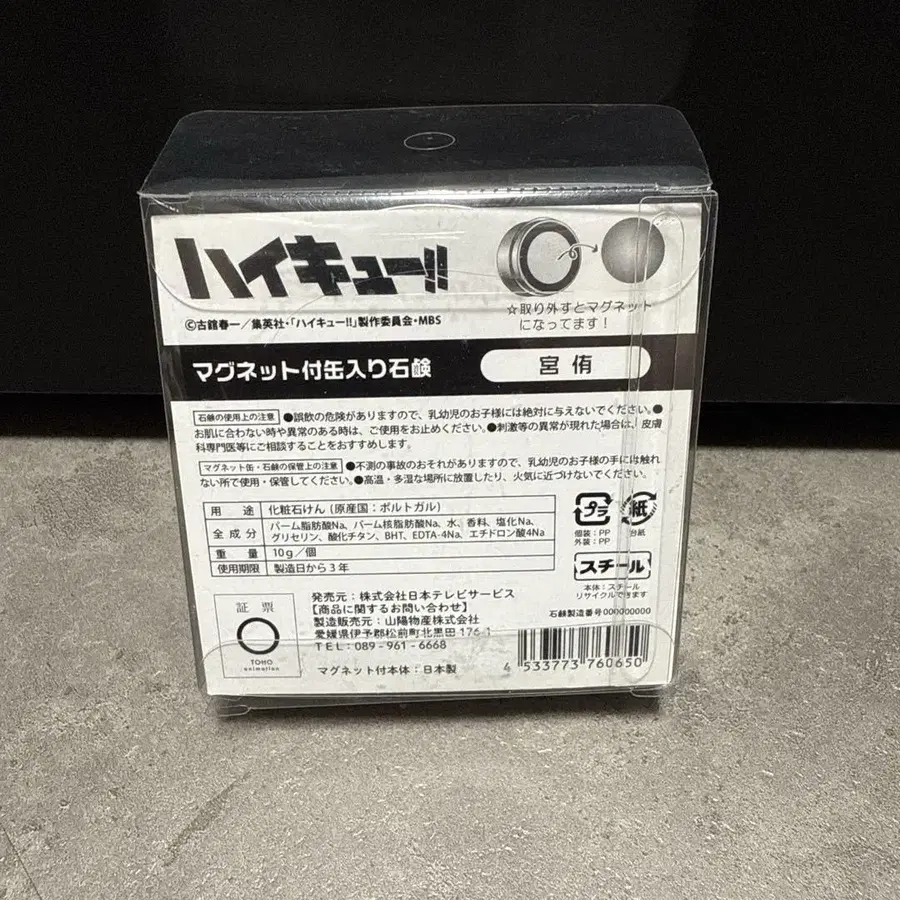 ハイキュー!!
©古舘春一／集英社・「ハイキュー!!」製作委員会・MBS
☆取り外すとマグネット
になってます！
マグネット付缶入り石鹸
宮 侑
石鹸の使用上の注意 ●誤飲の危険がありますので、乳幼児のお子様には絶対に与えないでください。●
お肌に合わない時や異常のある時は、ご使用をお止めください。●刺激等の異常が現れた場合は、皮膚
科専門医等にご相談することをおすすめします。
マグネット缶・石鹸の保管上の注意 ●不測の事故のおそれがありますので、乳幼児のお子様の手には触れ
ない所で使用・保管してください。●高温・多湿な場所に放置したり、火気に近づけないでください。
用途 化粧石けん (原産国：ポルトガル)
全成分 パーム脂肪酸Na、パーム核脂肪酸Na、水、香料、塩化Na、
グリセリン、酸化チタン、BHT、EDTA-4Na、エチドロン酸4Na
重量 10g／個
使用期限 製造日から3年
プラ
個装：PP
外装：PP
紙
台紙
スチール
本体：スチール
リサイクルできます
証票
TOHO
animation
発売元：株式会社日本テレビサービス
【商品に関するお問い合わせ】
製造販売元：山陽物産株式会社
愛媛県伊予郡松前町北黒田176-1
TEL：089-961-6668
マグネット付本体：日本製
石鹸製造番号000000000
4 533773 760650